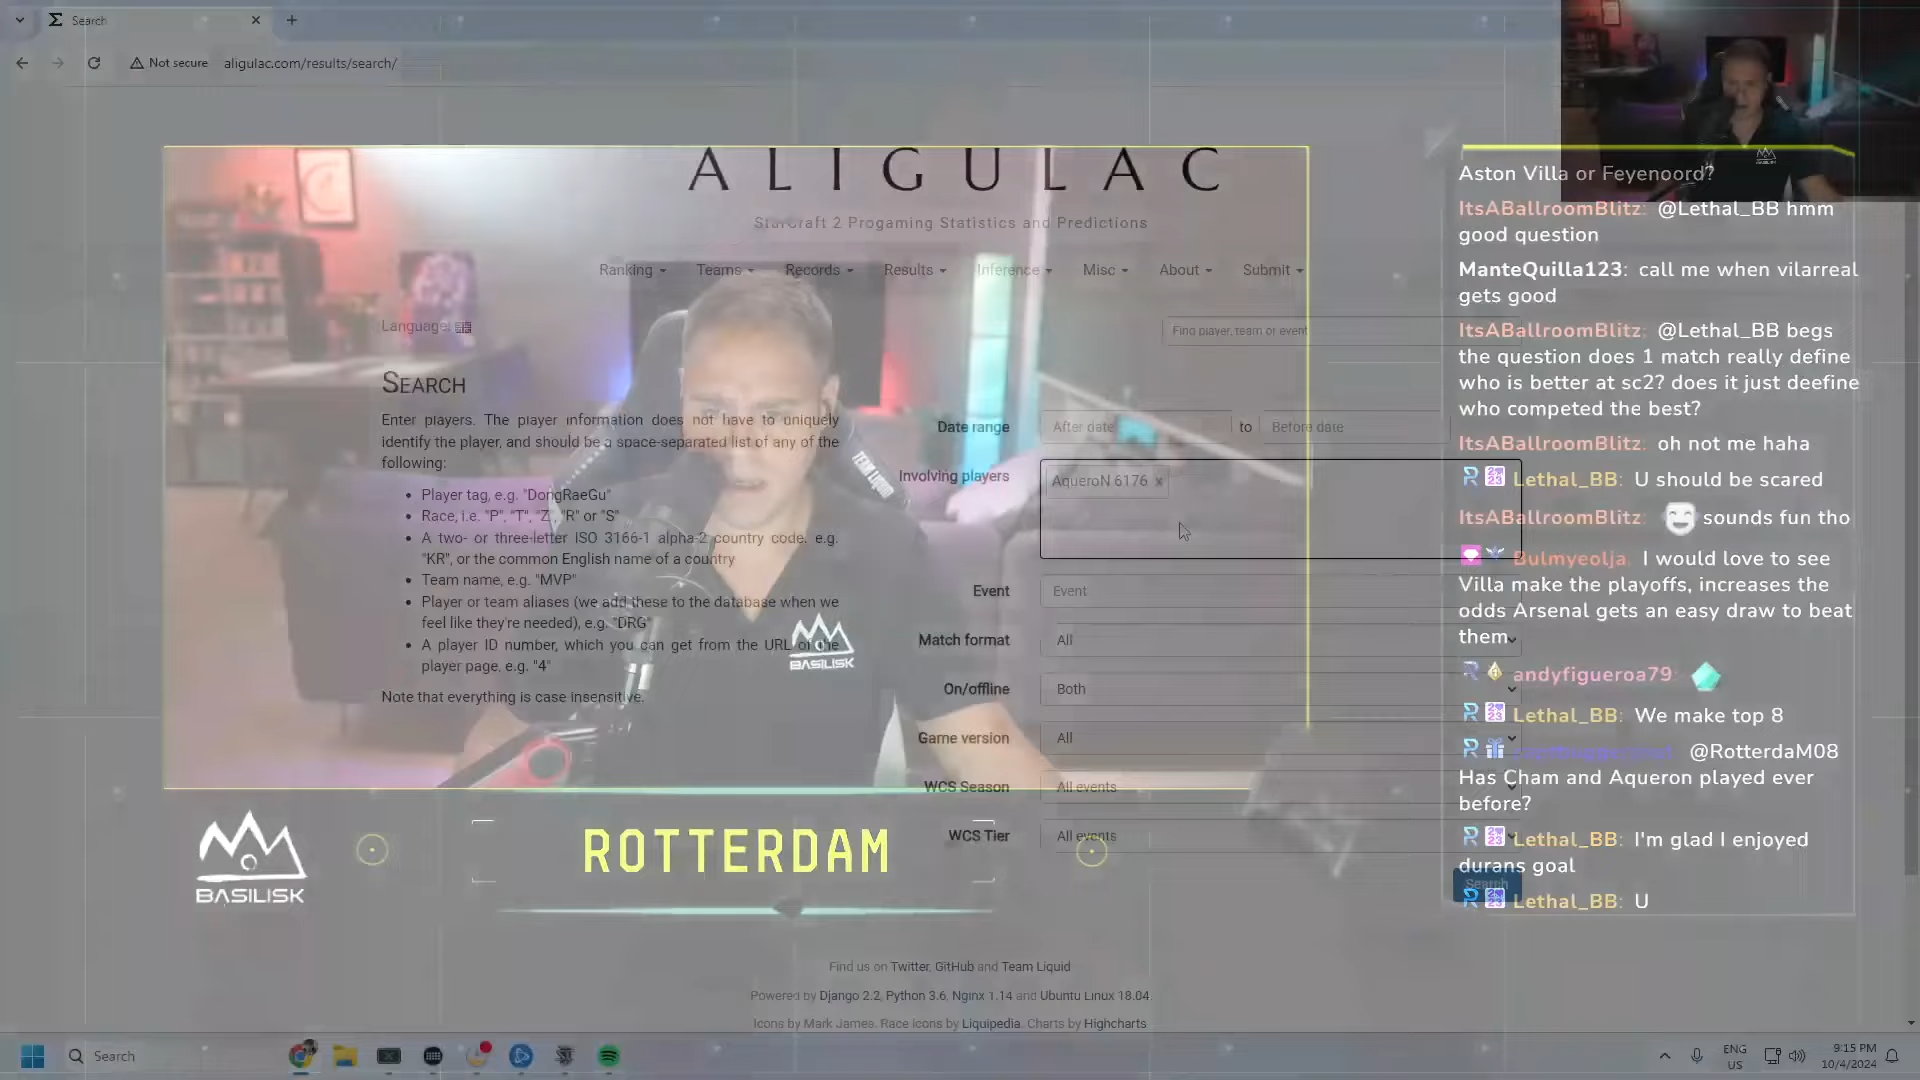 Search
Not secure
aligulac.com/results/search/
ALIGULAC
StarCraft 2 Progaming Statistics and Predictions
Ranking
Teams
Records
Results
Inference
Misc
About
Submit
Language:
Find player, team or event
SEARCH
Enter players. The player information does not have to uniquely
identify the player, and should be a space-separated list of any of the
following:
Player tag, e.g. "DongRaeGu"
Race, i.e. "P", "T", "Z", "R" or "S"
A two- or three-letter ISO 3166-1 alpha-2 country code. e.g.
"KR", or the common English name of a country
Team name, e.g. "MVP"
Player or team aliases (we add these to the database when we
feel like they're needed), e.g. "DRG"
A player ID number, which you can get from the URL of the
player page, e.g. "4"
Note that everything is case insensitive.
Date range
After date
to
Before date
Involving players
AqueroN 6176 ×
Event
Event
Match format
All
On/offline
Both
Game version
All
WCS Season
All events
WCS Tier
All events
Search
TEAM LIQUID
BASILISK
BASILISK
BASILISK
ROTTERDAM
Aston Villa or Feyenoord?
ItsABallroomBlitz: @Lethal_BB hmm
good question
ManteQuilla123: call me when vilarreal
gets good
ItsABallroomBlitz: @Lethal_BB begs
the question does 1 match really define
who is better at sc2? does it just deefine
who competed the best?
ItsABallroomBlitz: oh not me haha
Lethal_BB: U should be scared
ItsABallroomBlitz: sounds fun tho
Bulmyeolja: I would love to see
Villa make the playoffs, increases the
odds Arsenal gets an easy draw to beat
them
andyfigueroa79:
Lethal_BB: We make top 8
@RotterdaM08
Has Cham and Aqueron played ever
before?
Lethal_BB: I'm glad I enjoyed
durans goal
Lethal_BB: U
Find us on Twitter, GitHub and Team Liquid
Powered by Django 2.2, Python 3.6, Nginx 1.14 and Ubuntu Linux 18.04.
Icons by Mark James. Race icons by Liquipedia. Charts by Highcharts
Search
ENG
US
9:15 PM
10/4/2024